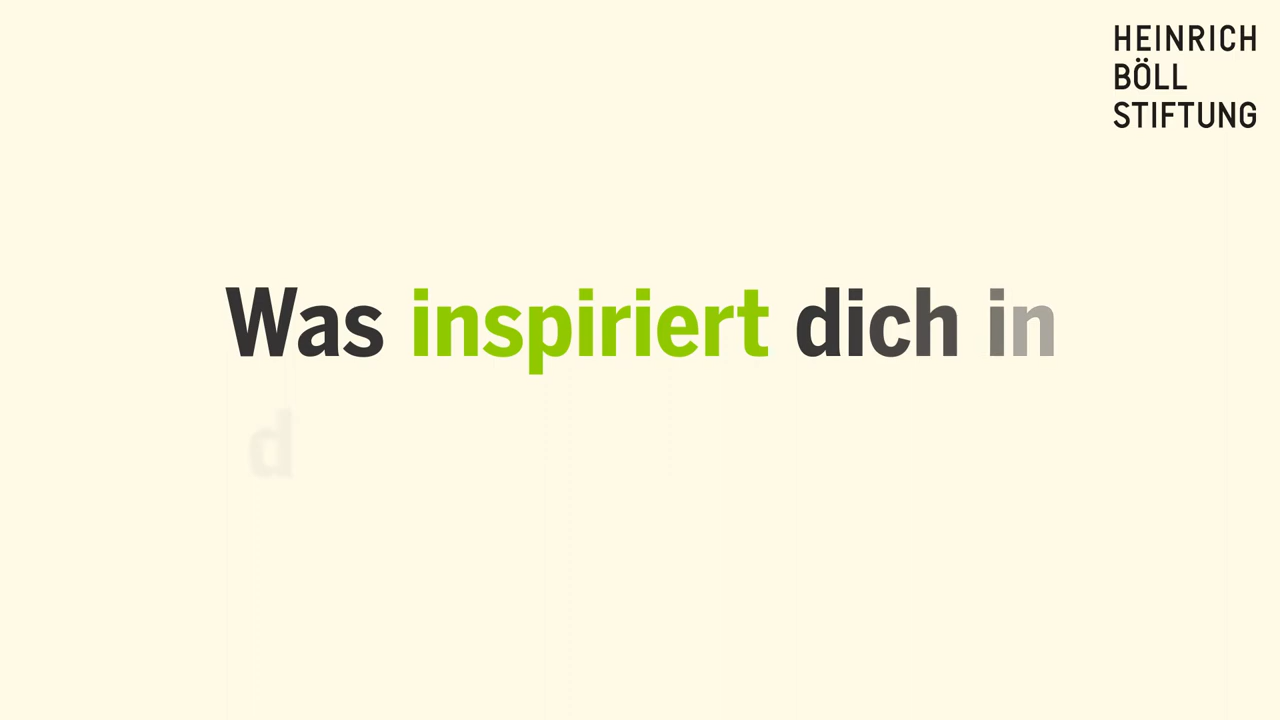 HEINRICH
BÖLL
STIFTUNG
Was inspiriert dich in
d